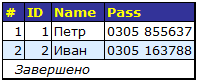 # ID Name Pass
1 1 Петр 0305 855637
2 2 Иван 0305 163788
Завершено